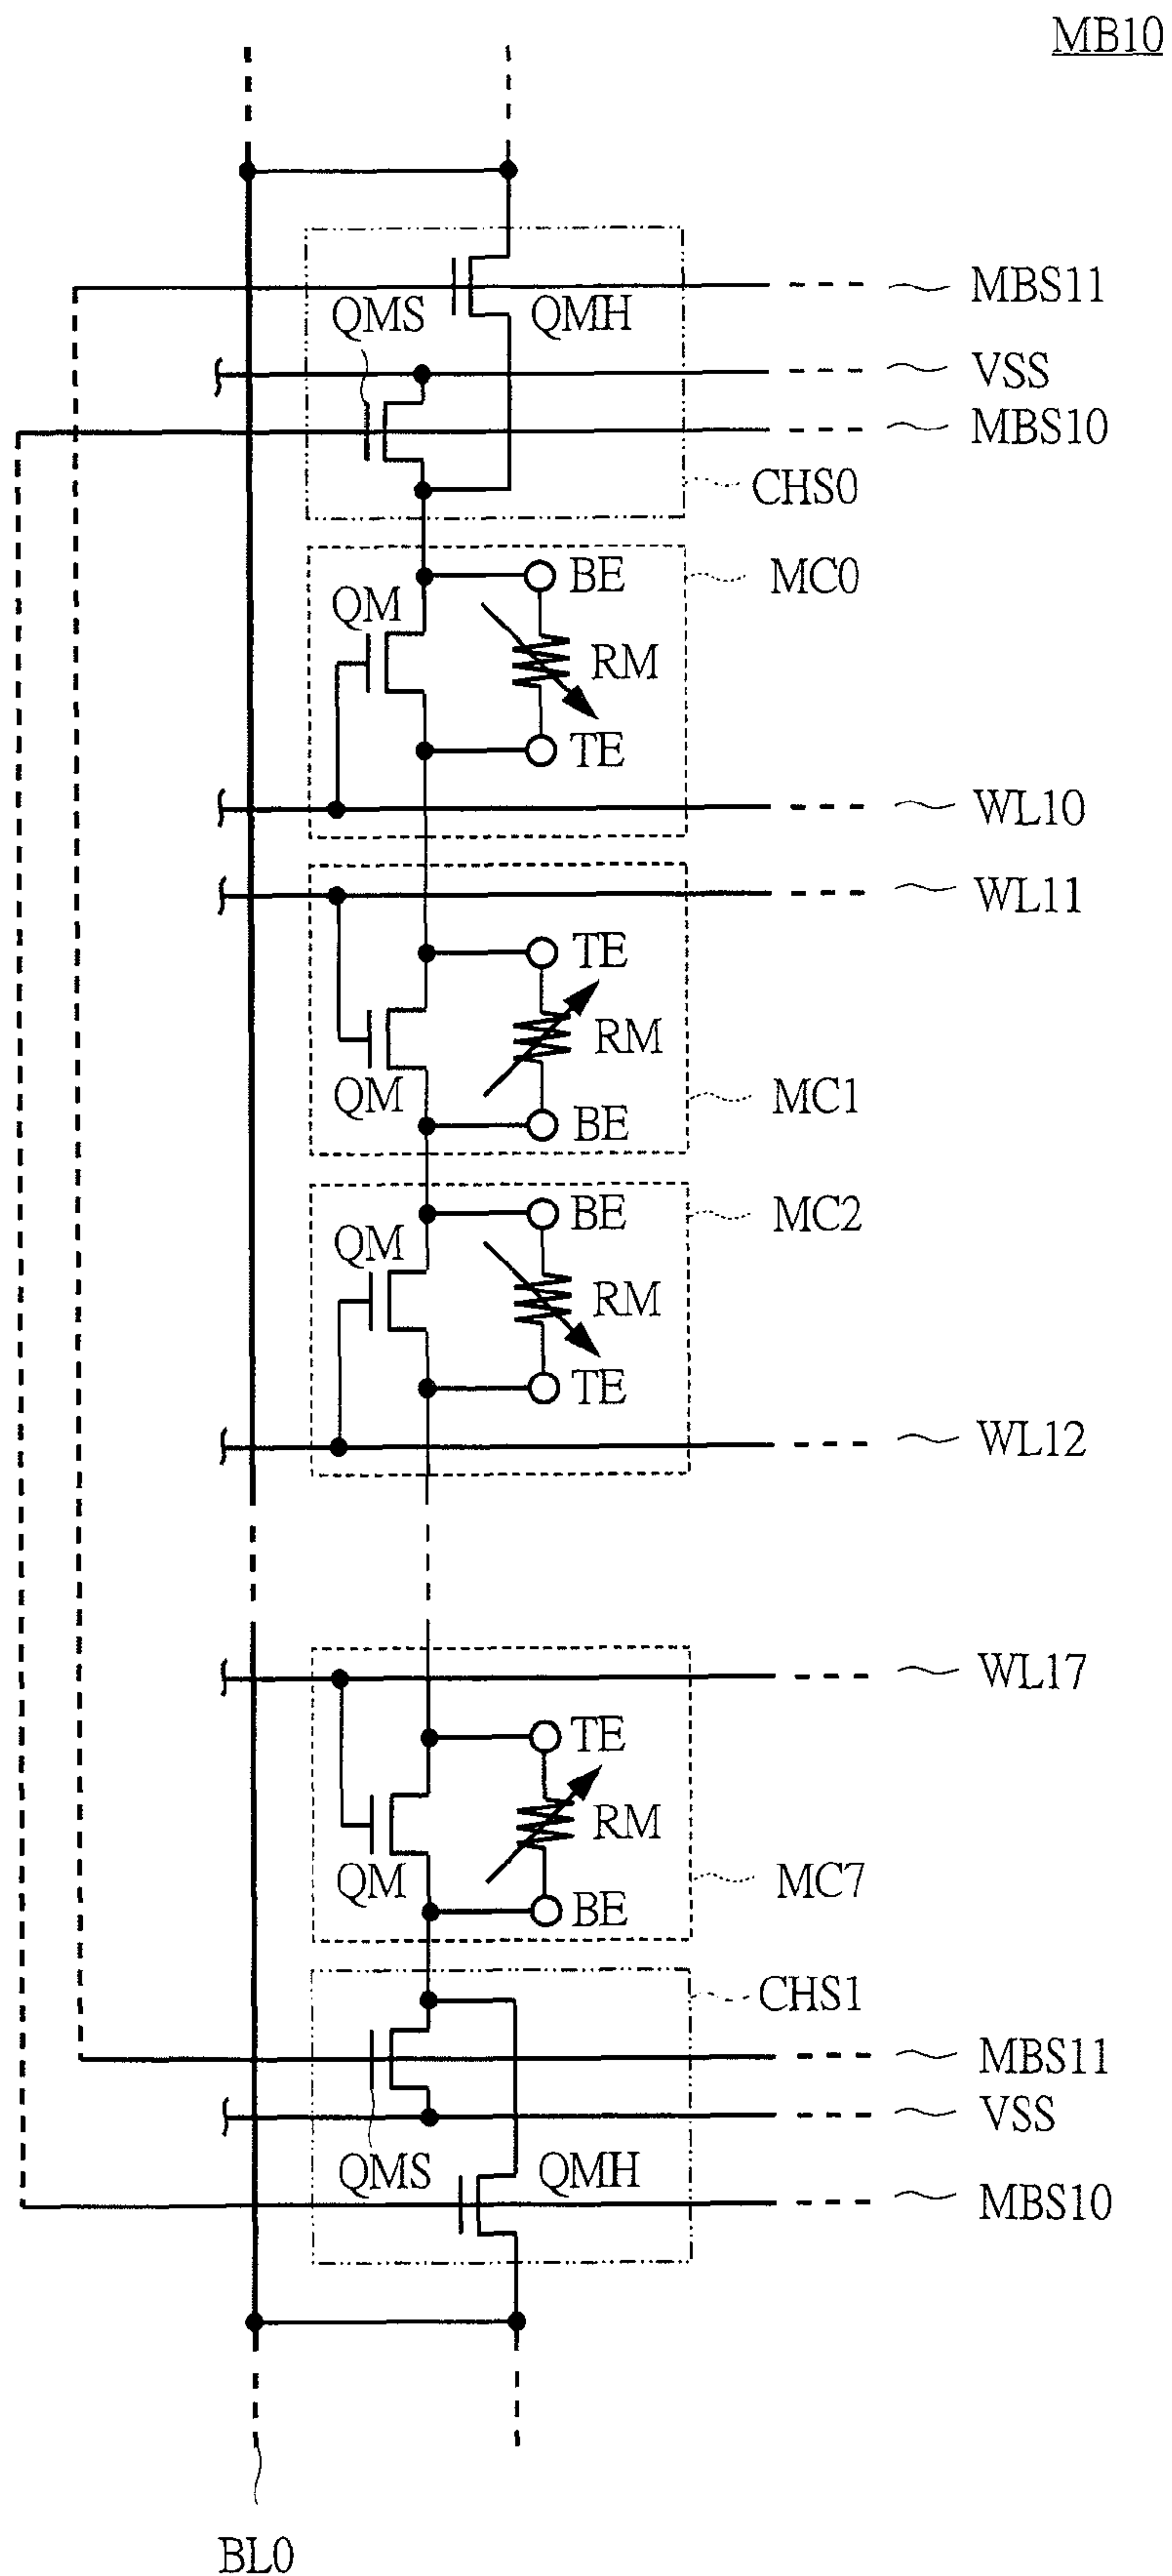 MB10
MBS11
QMS
QMH
VSS
MBS10
CHS0
BE
MC0
QM
RM
TE
WL10
WL11
TE
RM
QM
MC1
BE
BE
MC2
QM
RM
TE
WL12
WL17
TE
RM
QM
MC7
BE
CHS1
MBS11
VSS
QMS
QMH
MBS10
BL0